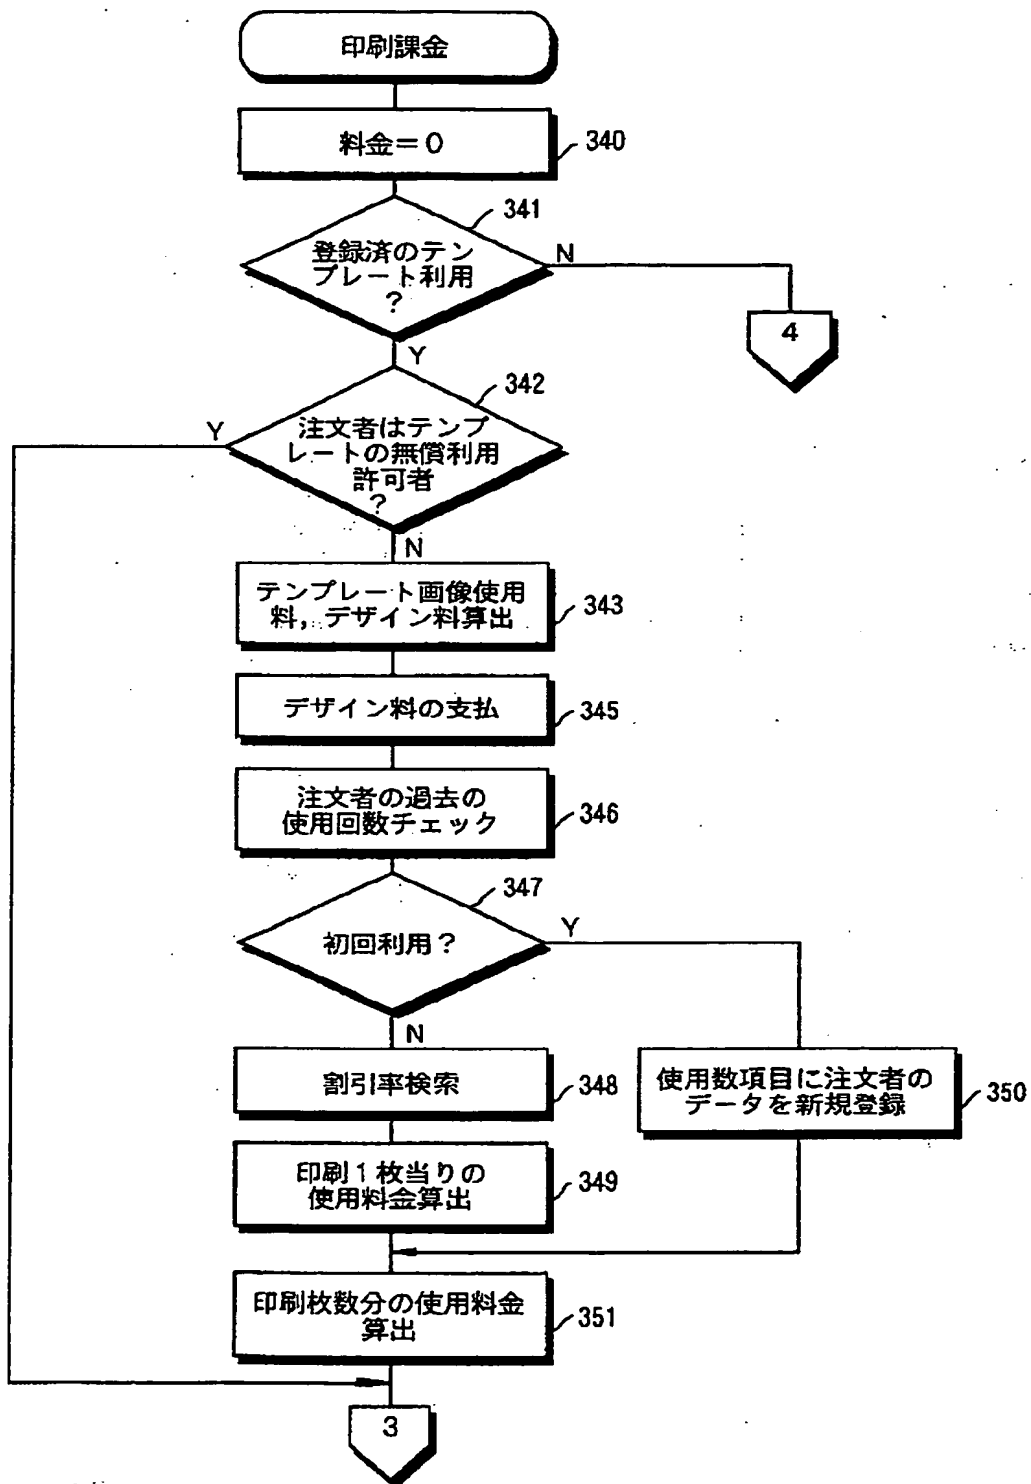 印刷課金
料金＝0
340
341
登録済のテン
プレート利用
?
N
4
Y
342
注文者はテンプ
レートの無償利用
許可者
?
Y
N
テンプレート画像使用
料，デザイン料算出
343
デザイン料の支払
345
注文者の過去の
使用回数チェック
346
347
初回利用？
Y
N
割引率検索
348
使用数項目に注文者の
データを新規登録
350
印刷1枚当りの
使用料金算出
349
印刷枚数分の使用料金
算出
351
3